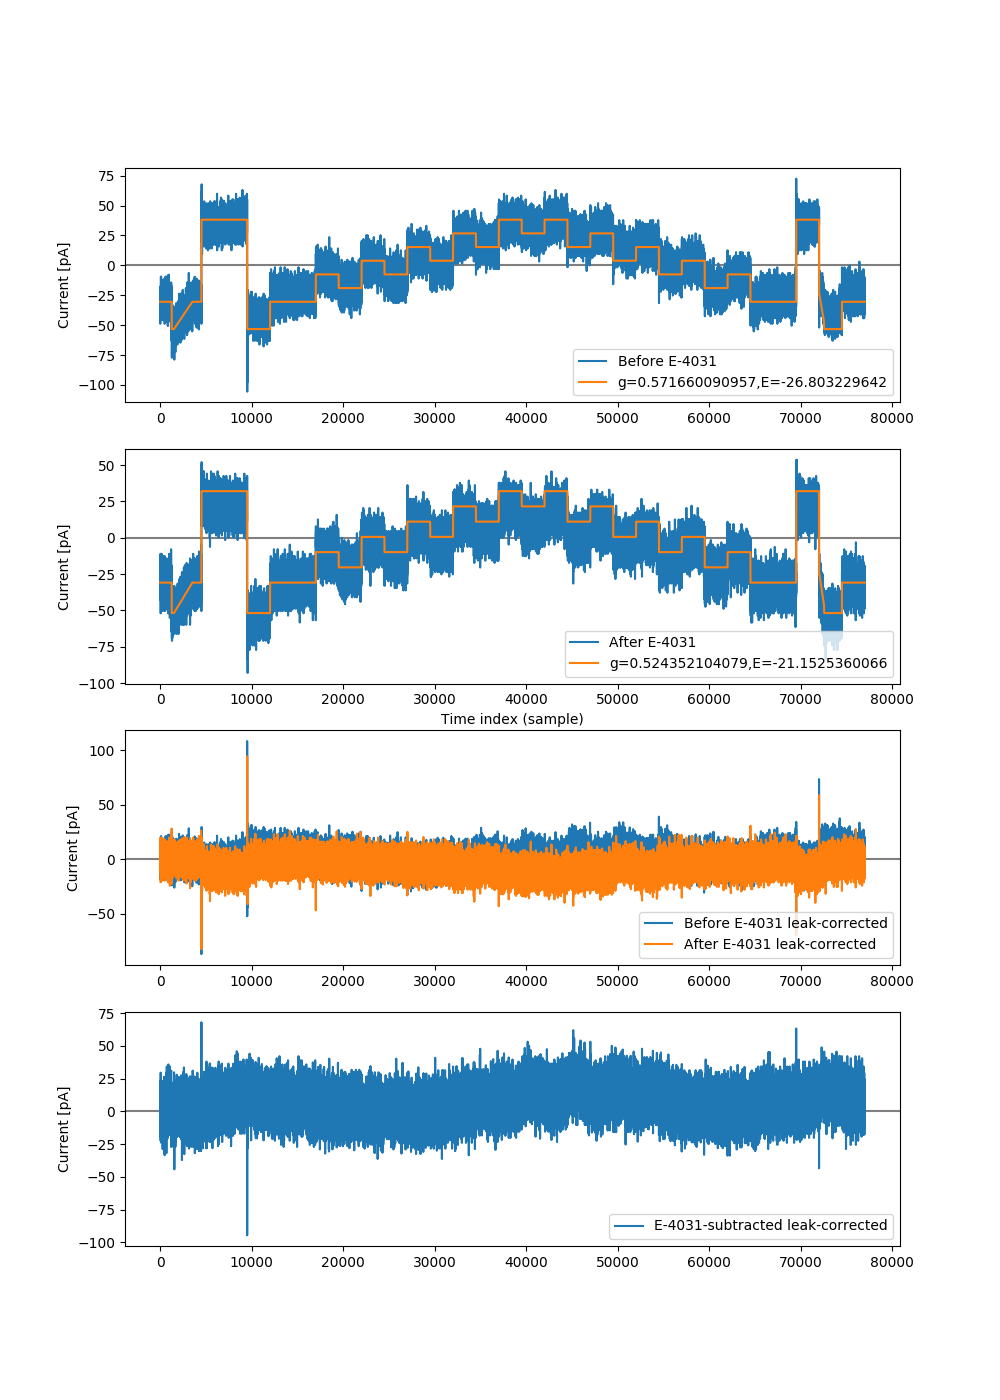 75
50
25
0
−25
−50
−75
−100
Current [pA]
Before E-4031
g=0.571660090957,E=-26.803229642
0 10000 20000 30000 40000 50000 60000 70000 80000
50
25
0
−25
−50
−75
−100
Current [pA]
After E-4031
g=0.524352104079,E=-21.1525360066
0 10000 20000 30000 40000 50000 60000 70000 80000
Time index (sample)
100
50
0
−50
Current [pA]
Before E-4031 leak-corrected
After E-4031 leak-corrected
0 10000 20000 30000 40000 50000 60000 70000 80000
75
50
25
0
−25
−50
−75
−100
Current [pA]
E-4031-subtracted leak-corrected
0 10000 20000 30000 40000 50000 60000 70000 80000